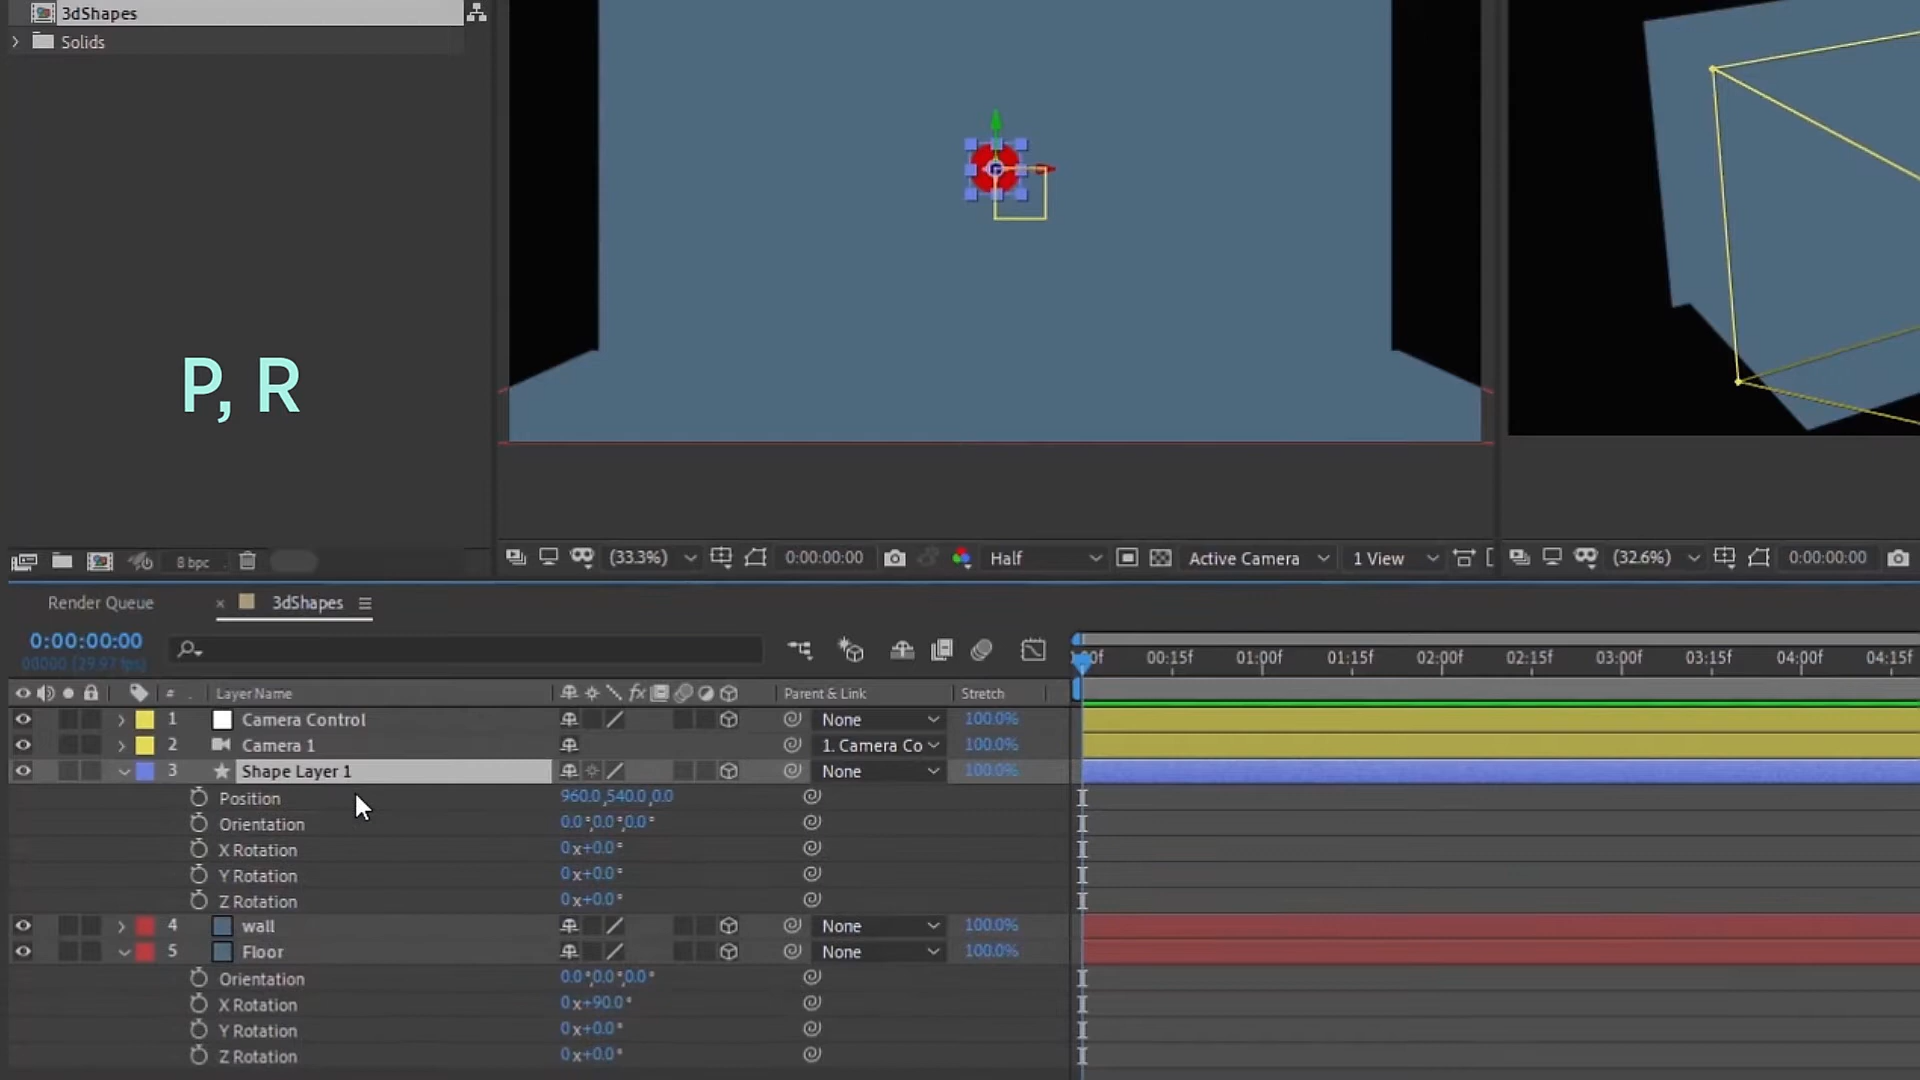 3dShapes
Solids
P, R
8 bpc
(33.3%) 0:00:00:00 Half Active Camera 1 View
(32.6%) 0:00:00:00
Render Queue 3dShapes
0:00:00:00
00000 (29.97 fps)
00:15f 01:00f 01:15f 02:00f 02:15f 03:00f 03:15f 04:00f 04:15f
# Layer Name fx Parent & Link Stretch
1 Camera Control None 100.0%
2 Camera 1 1. Camera Co 100.0%
3 Shape Layer 1 None 100.0%
Position 960.0,540.0,0.0
Orientation 0.0°,0.0°,0.0°
X Rotation 0x+0.0°
Y Rotation 0x+0.0°
Z Rotation 0x+0.0°
4 wall None 100.0%
5 Floor None 100.0%
Orientation 0.0°,0.0°,0.0°
X Rotation 0x+90.0°
Y Rotation 0x+0.0°
Z Rotation 0x+0.0°